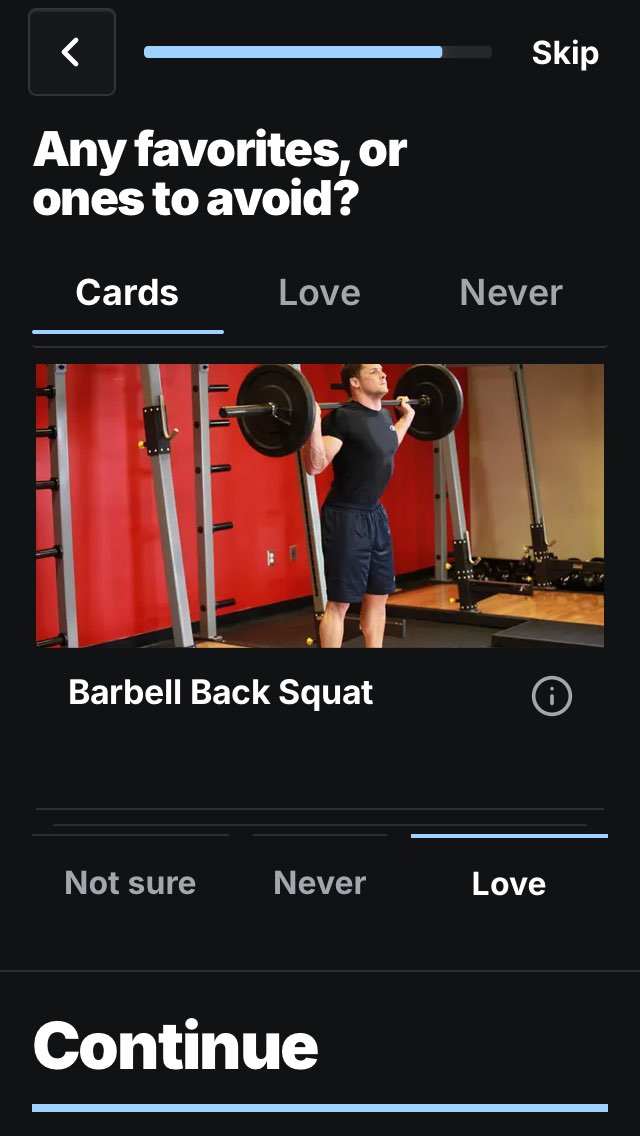 Skip
Any favorites, or
ones to avoid?
Cards Love Never
Barbell Back Squat
Not sure Never Love
Continue